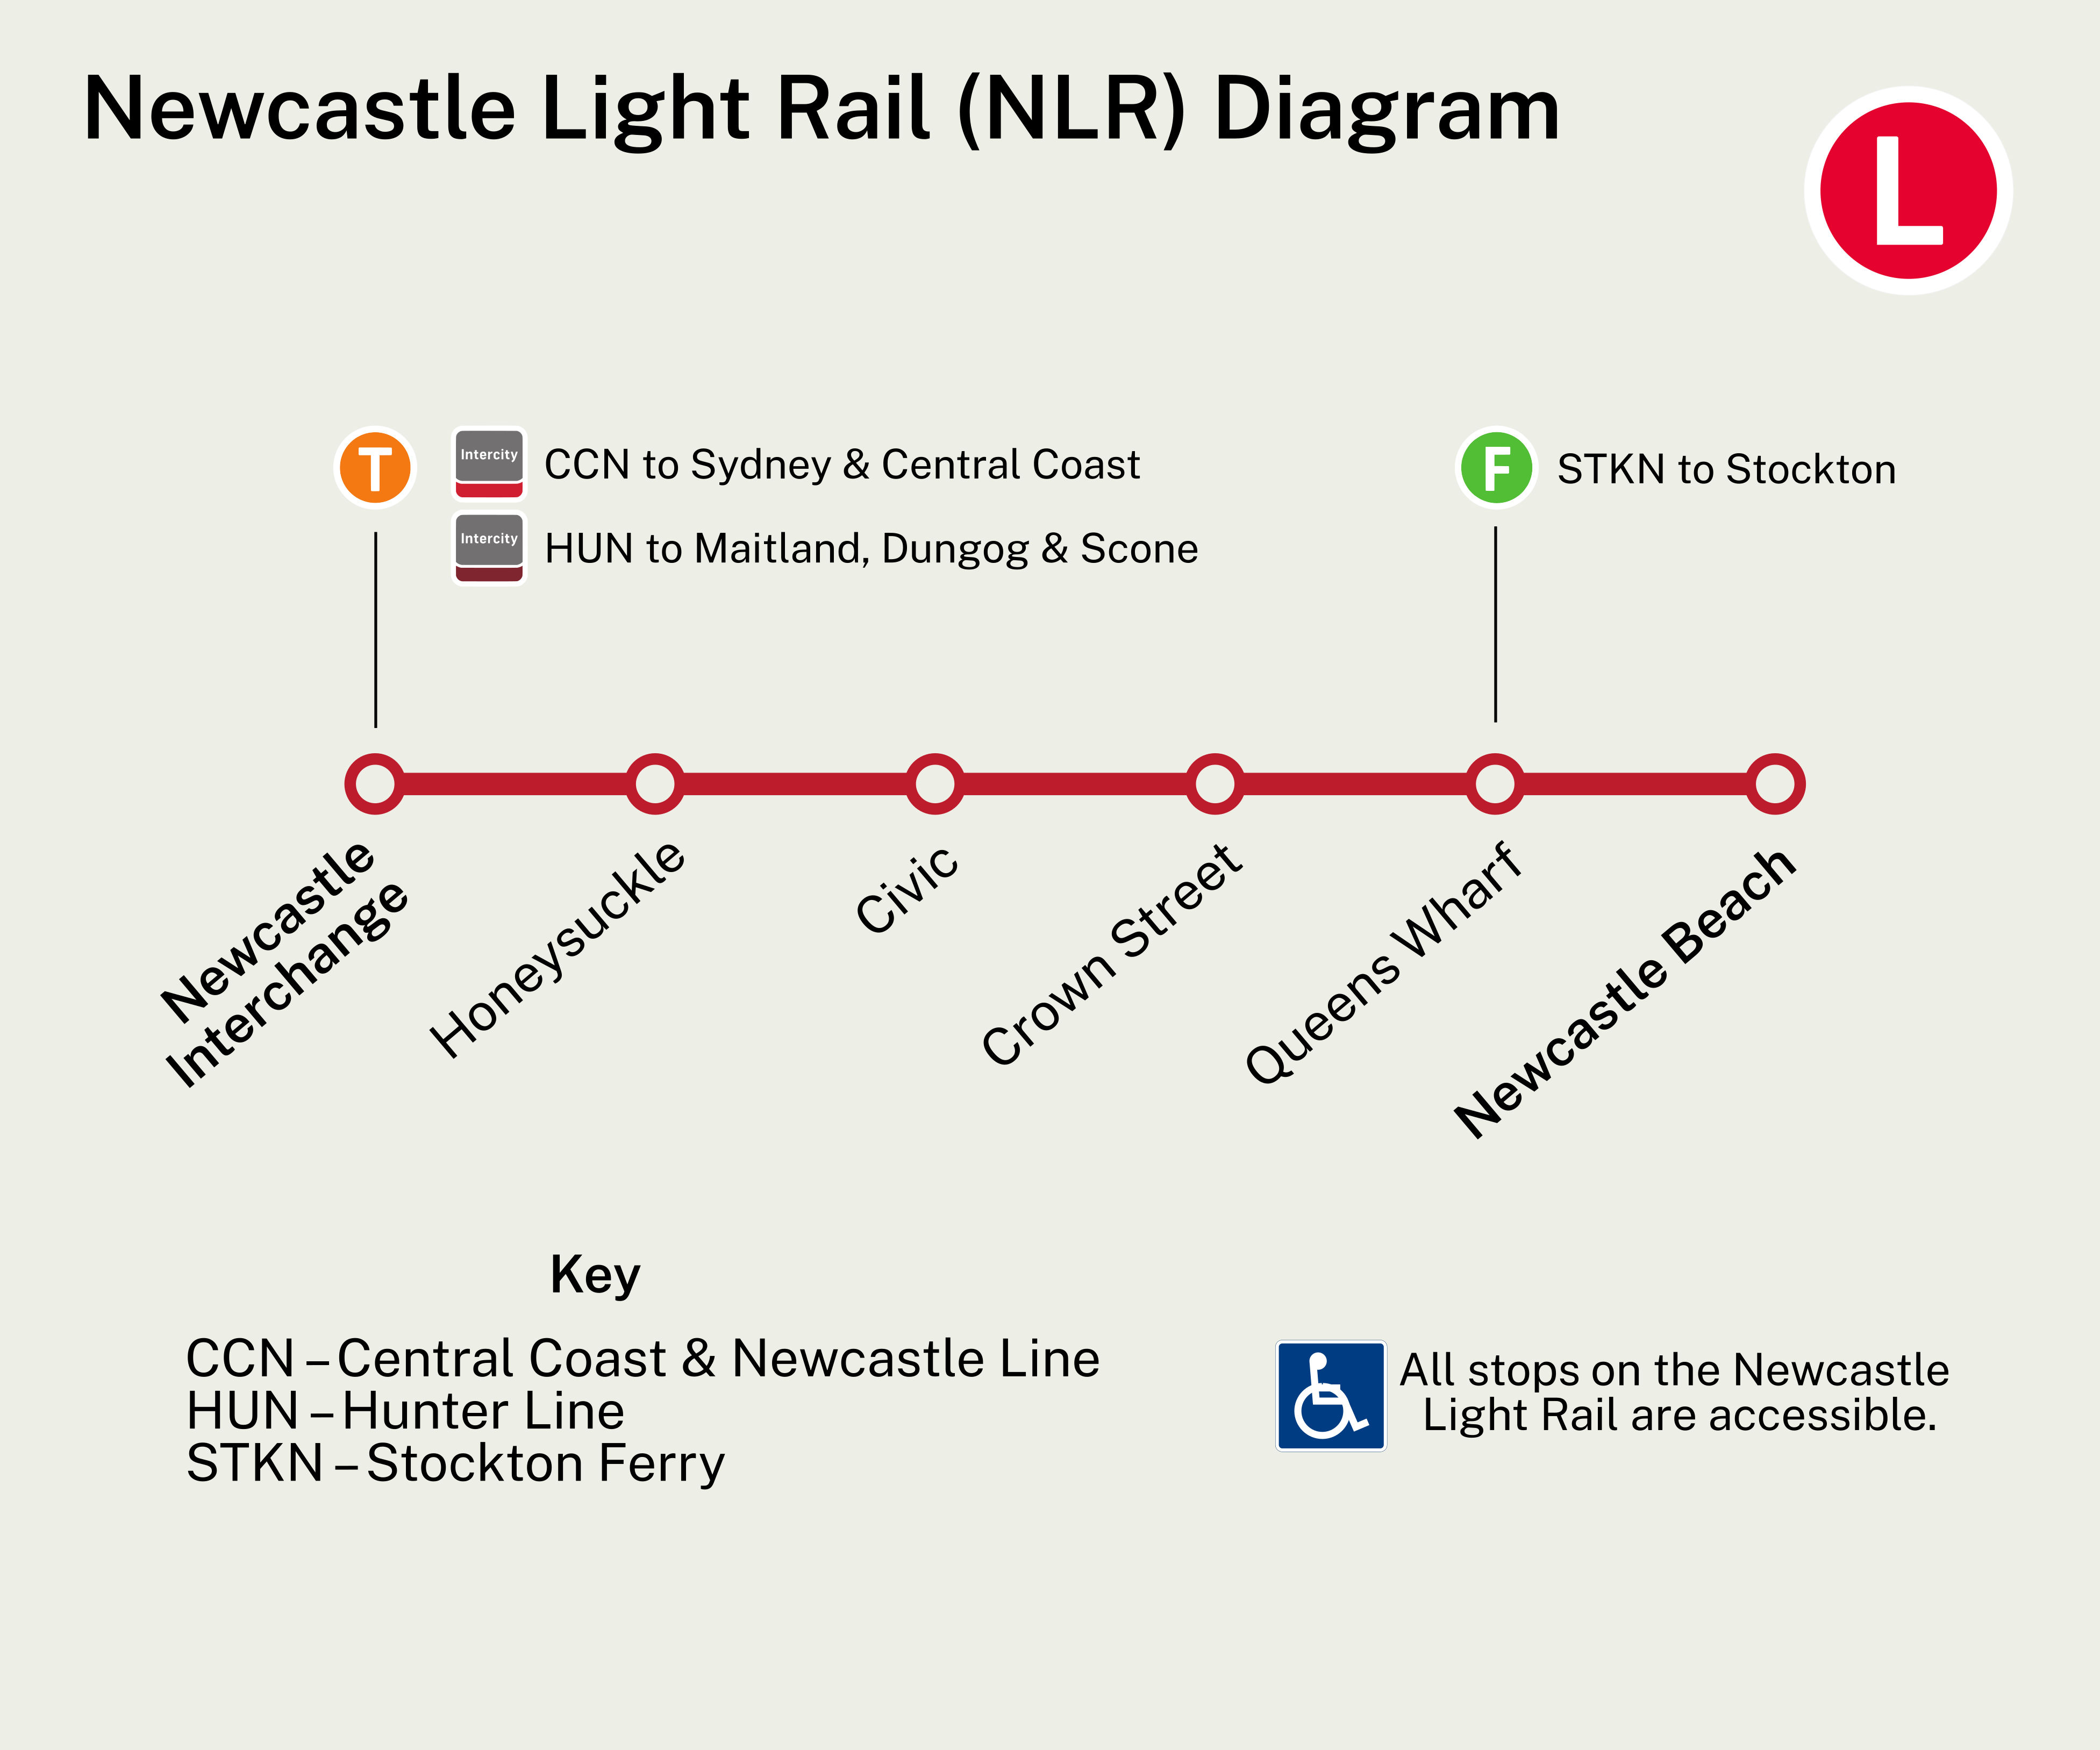 Newcastle Light Rail (NLR) Diagram
L
T
Intercity
CCN to Sydney & Central Coast
Intercity
HUN to Maitland, Dungog & Scone
F
STKN to Stockton
Newcastle
Interchange
Honeysuckle
Civic
Crown Street
Queens Wharf
Newcastle Beach
Key
CCN – Central Coast & Newcastle Line
HUN – Hunter Line
STKN – Stockton Ferry
All stops on the Newcastle
Light Rail are accessible.